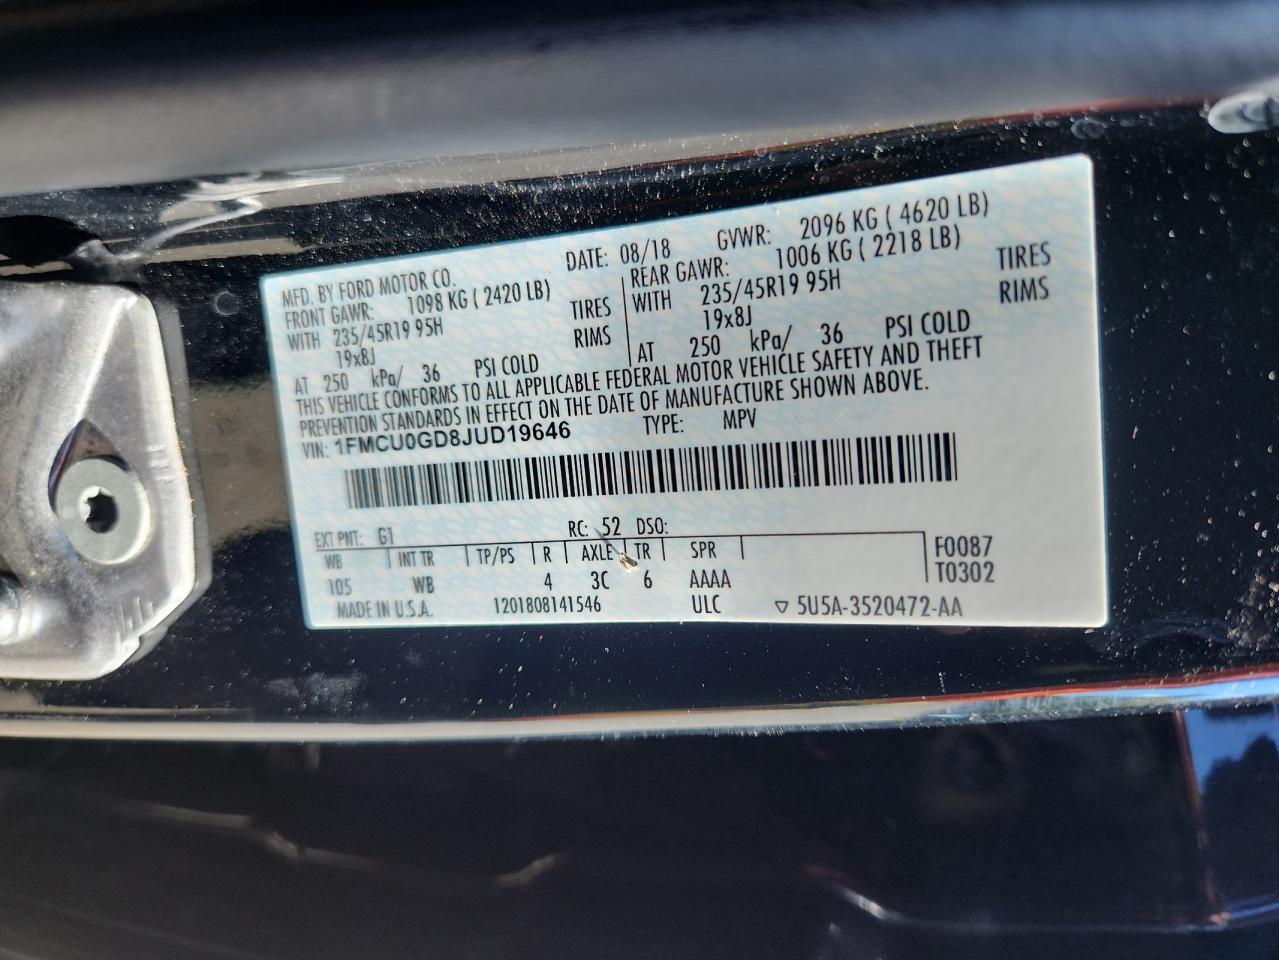 MFD. BY FORD MOTOR CO.
DATE: 08/18 GVWR: 2096 KG ( 4620 LB)
FRONT GAWR: 1098 KG ( 2420 LB)
WITH 235/45R19 95H TIRES
19x8J RIMS
AT 250 kPa/ 36 PSI COLD
REAR GAWR: 1006 KG ( 2218 LB)
WITH 235/45R19 95H TIRES
19x8J RIMS
AT 250 kPa/ 36 PSI COLD
THIS VEHICLE CONFORMS TO ALL APPLICABLE FEDERAL MOTOR VEHICLE SAFETY AND THEFT
PREVENTION STANDARDS IN EFFECT ON THE DATE OF MANUFACTURE SHOWN ABOVE.
VIN: 1FMCU0GD8JUD19646 TYPE: MPV
EXT PNT: G1 RC: 52 DSO:
WB INT TR TP/PS R AXLE TR SPR F0087
105 WB 4 3C 6 AAAA T0302
MADE IN U.S.A. 1201808141546 ULC ▽ 5U5A-3520472-AA